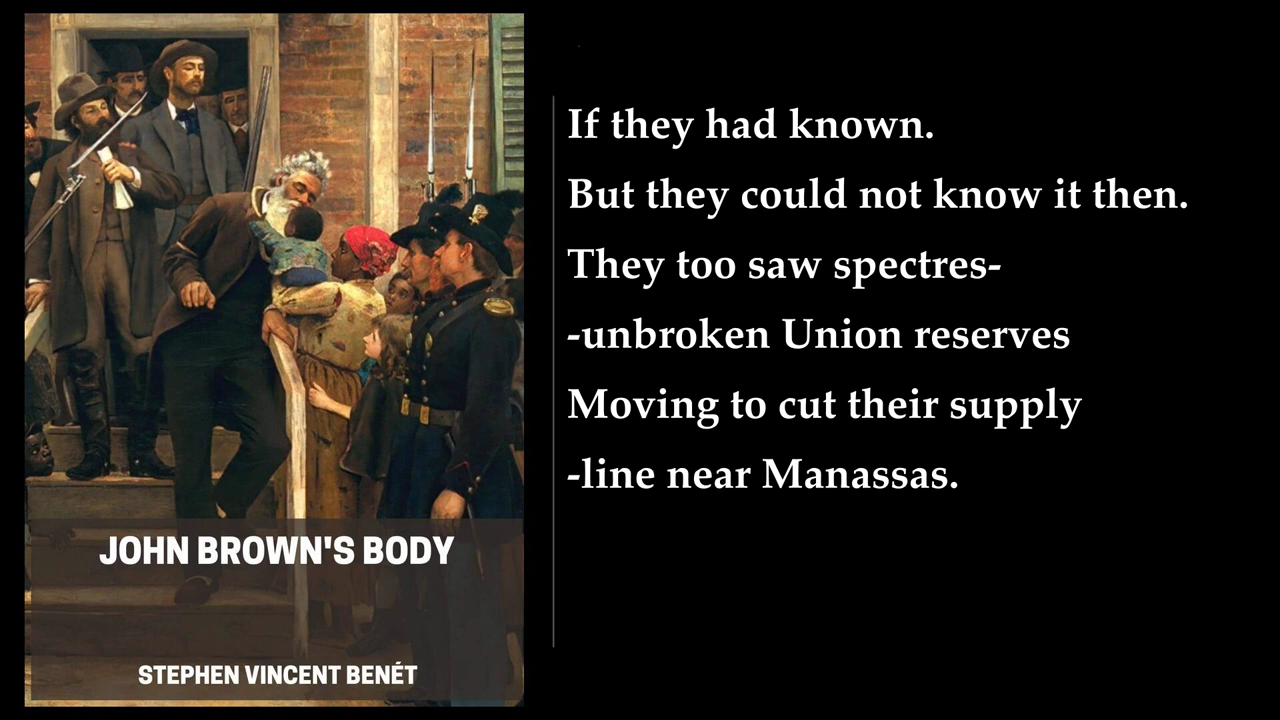 If they had known.
But they could not know it then.
They too saw spectres-
-unbroken Union reserves
Moving to cut their supply
-line near Manassas.
JOHN BROWN'S BODY
STEPHEN VINCENT BENÉT